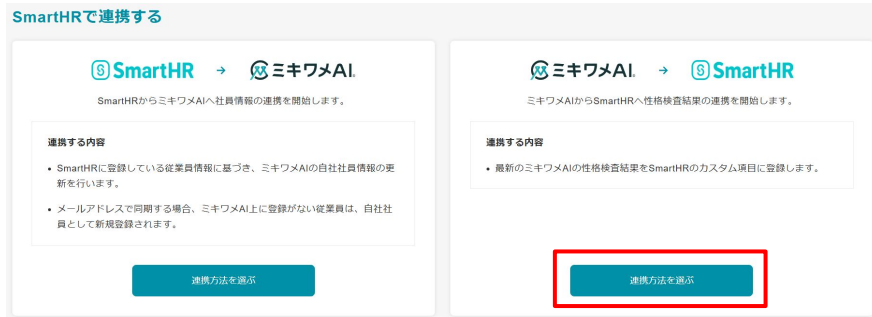 SmartHRで連携する
SmartHR → ミキワメAI.
SmartHRからミキワメAIへ社員情報の連携を開始します。
連携する内容
• SmartHRに登録している従業員情報に基づき、ミキワメAIの自社社員情報の更
新を行います。
• メールアドレスで同期する場合、ミキワメAI上に登録がない従業員は、自社社
員として新規登録されます。
連携方法を選ぶ
ミキワメAI. → SmartHR
ミキワメAIからSmartHRへ性格検査結果の連携を開始します。
連携する内容
• 最新のミキワメAIの性格検査結果をSmartHRのカスタム項目に登録します。
連携方法を選ぶ